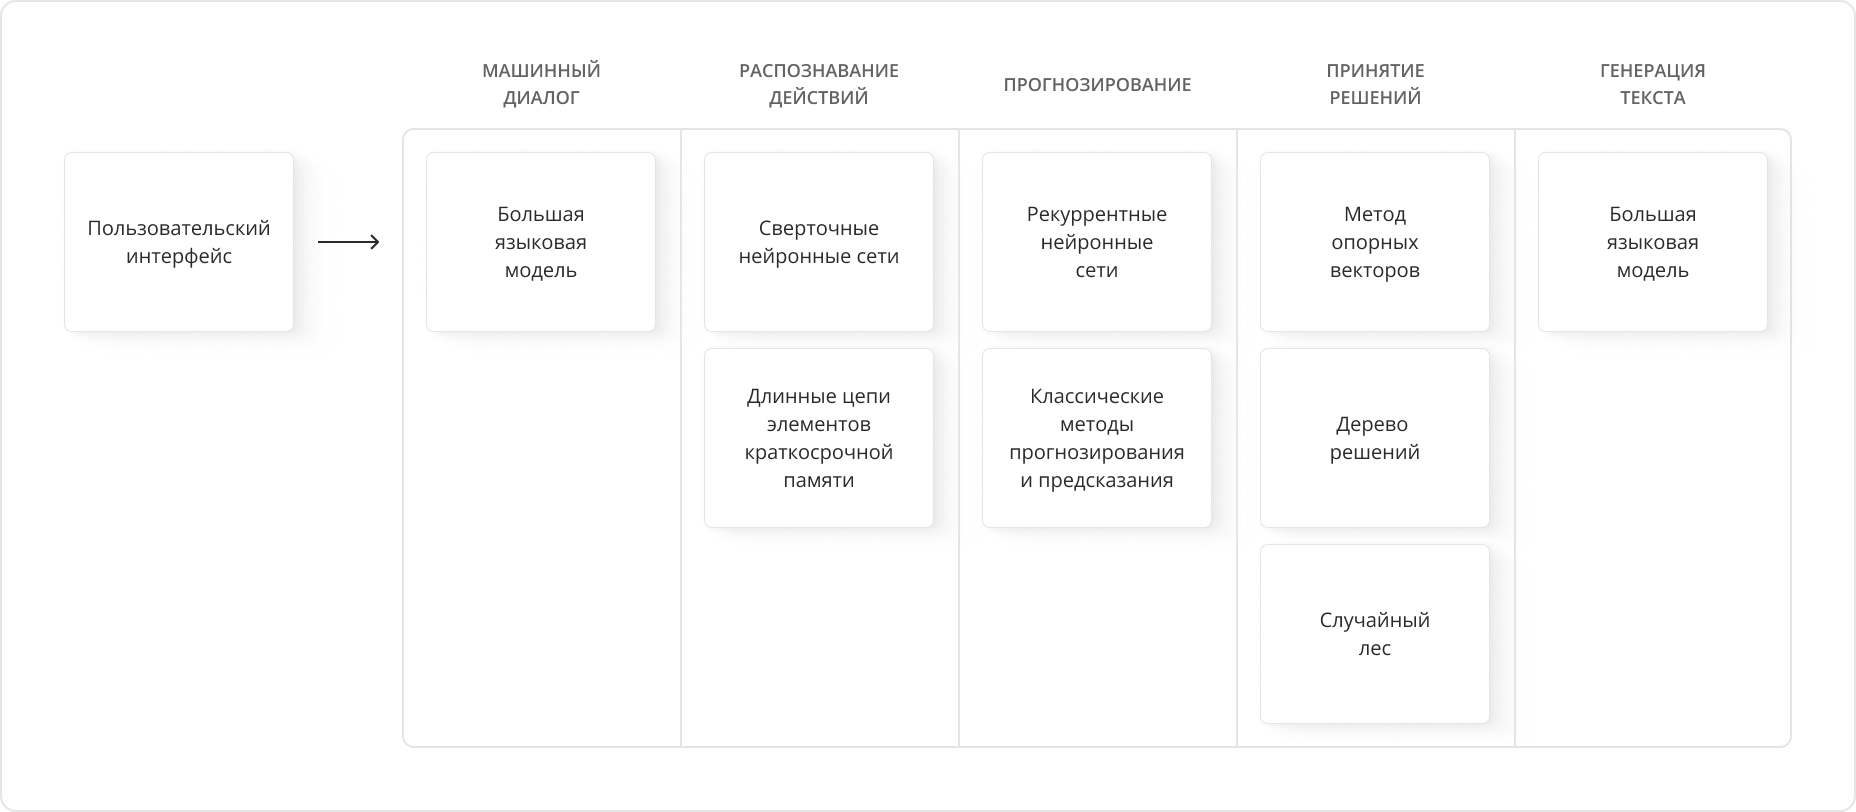 МАШИННЫЙ
ДИАЛОГ
РАСПОЗНАВАНИЕ
ДЕЙСТВИЙ
ПРОГНОЗИРОВАНИЕ
ПРИНЯТИЕ
РЕШЕНИЙ
ГЕНЕРАЦИЯ
ТЕКСТА
Пользовательский
интерфейс
Большая
языковая
модель
Сверточные
нейронные сети
Длинные цепи
элементов
краткосрочной
памяти
Рекуррентные
нейронные
сети
Классические
методы
прогнозирования
и предсказания
Метод
опорных
векторов
Дерево
решений
Случайный
лес
Большая
языковая
модель